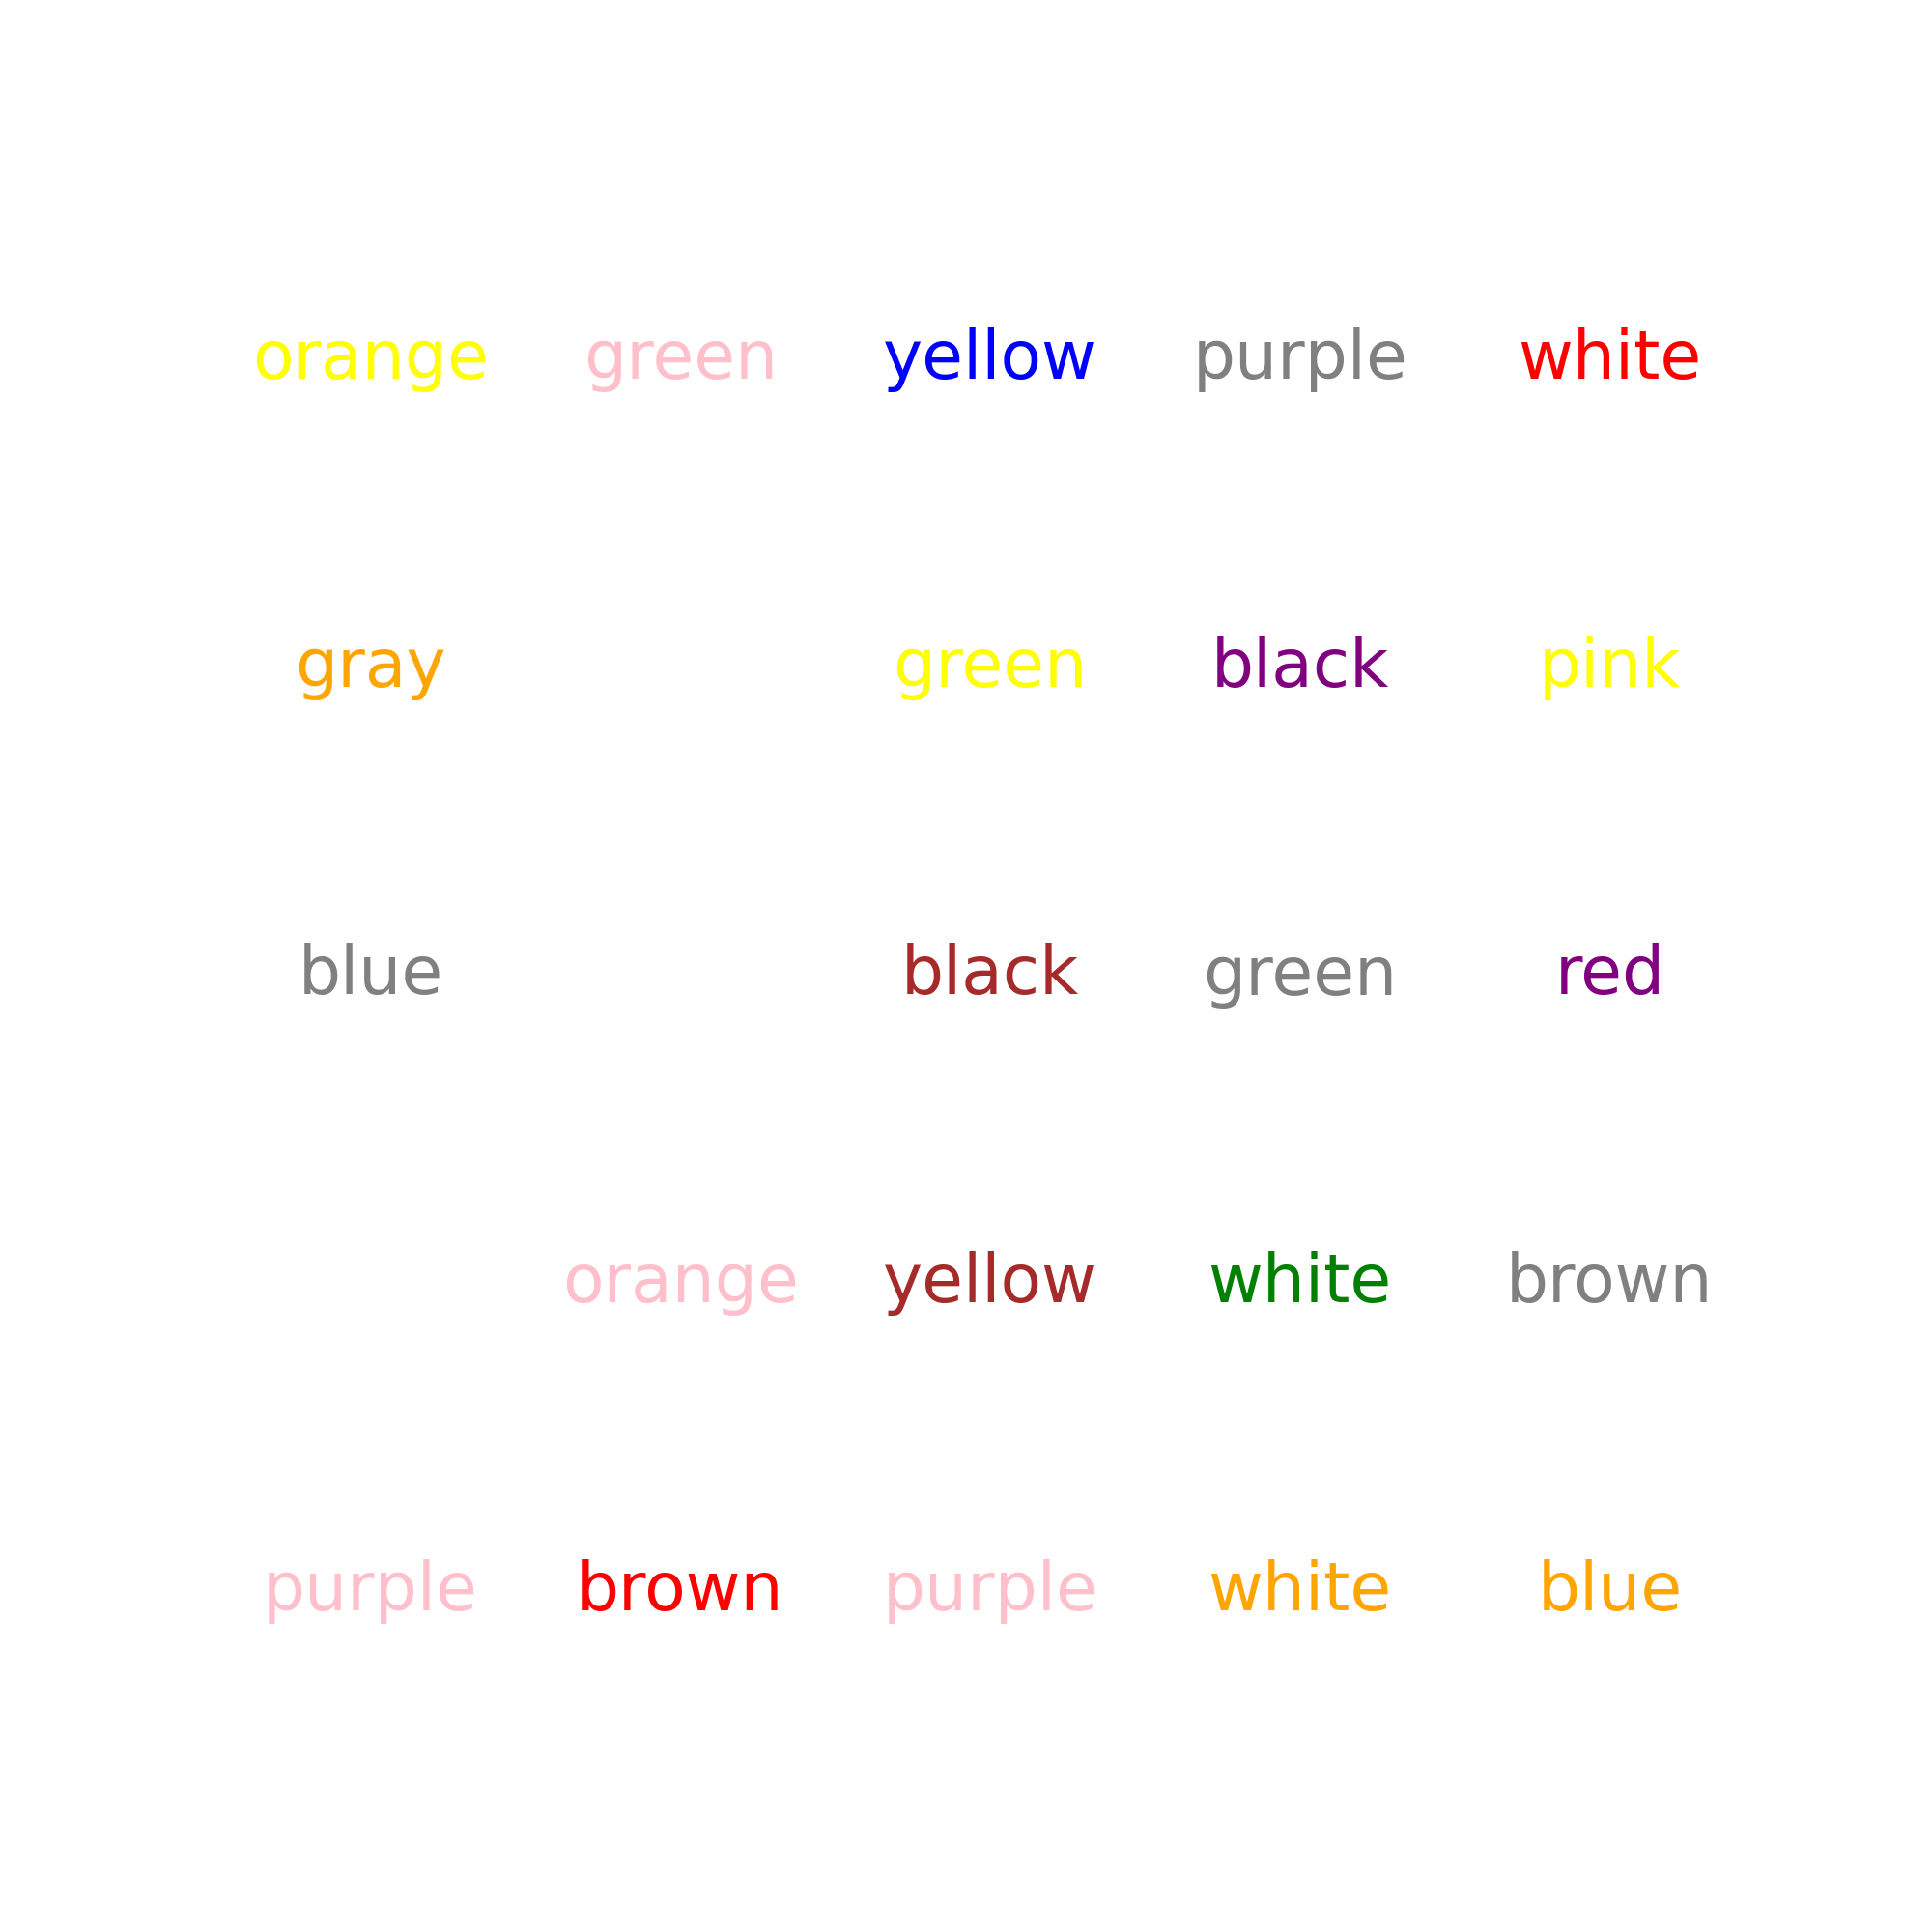 orange green yellow purple white
gray green black pink
blue black green red
orange yellow white brown
purple brown purple white blue